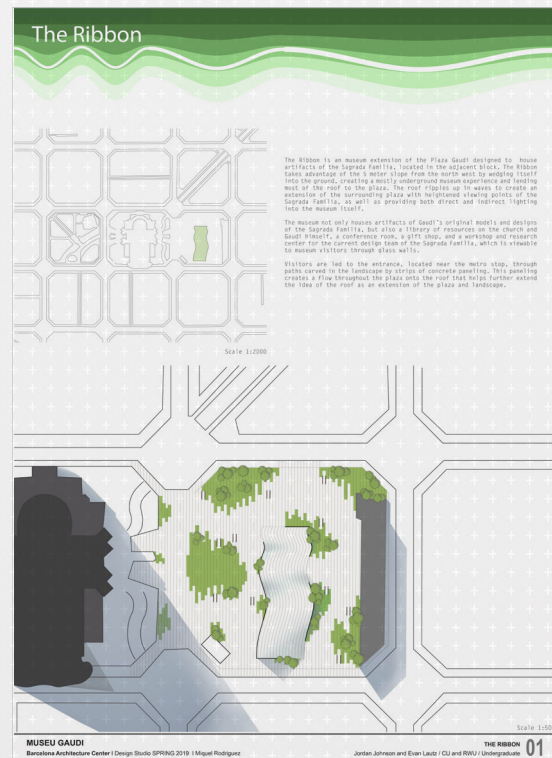 The Ribbon
The Ribbon is an museum extension of the Plaza Gaudi designed to house
artifacts of the Sagrada Familia, located in the adjacent block. The Ribbon
takes advantage of the 6 meter slope from the north west by wedging itself
into the ground, creating a mostly underground museum experience and lending
most of the roof to the plaza. The roof ripples up in waves to create an
extension of the surrounding plaza with heightened viewing points of the
Sagrada Familia, as well as providing both direct and indirect lighting
into the museum itself.
The museum not only houses artifacts of Gaudi's original models and designs
of the Sagrada Familia, but also a library of resources on the church and
Gaudi himself, a conference room, a gift shop, and a workshop and research
center for the current design team of the Sagrada Familia, which is viewable
to museum visitors through glass walls.
Visitors are led to the entrance, located near the metro stop, through
paths carved in the landscape by strips of concrete paneling. This paneling
creates a flow throughout the plaza onto the roof that helps further extend
the idea of the roof as an extension of the plaza and landscape.
Scale 1:2000
Scale 1:50
MUSEU GAUDI
Barcelona Architecture Center I Design Studio SPRING 2019 I Miquel Rodriguez
THE RIBBON
Jordan Johnson and Evan Lautz / CU and RWU / Undergraduate
01